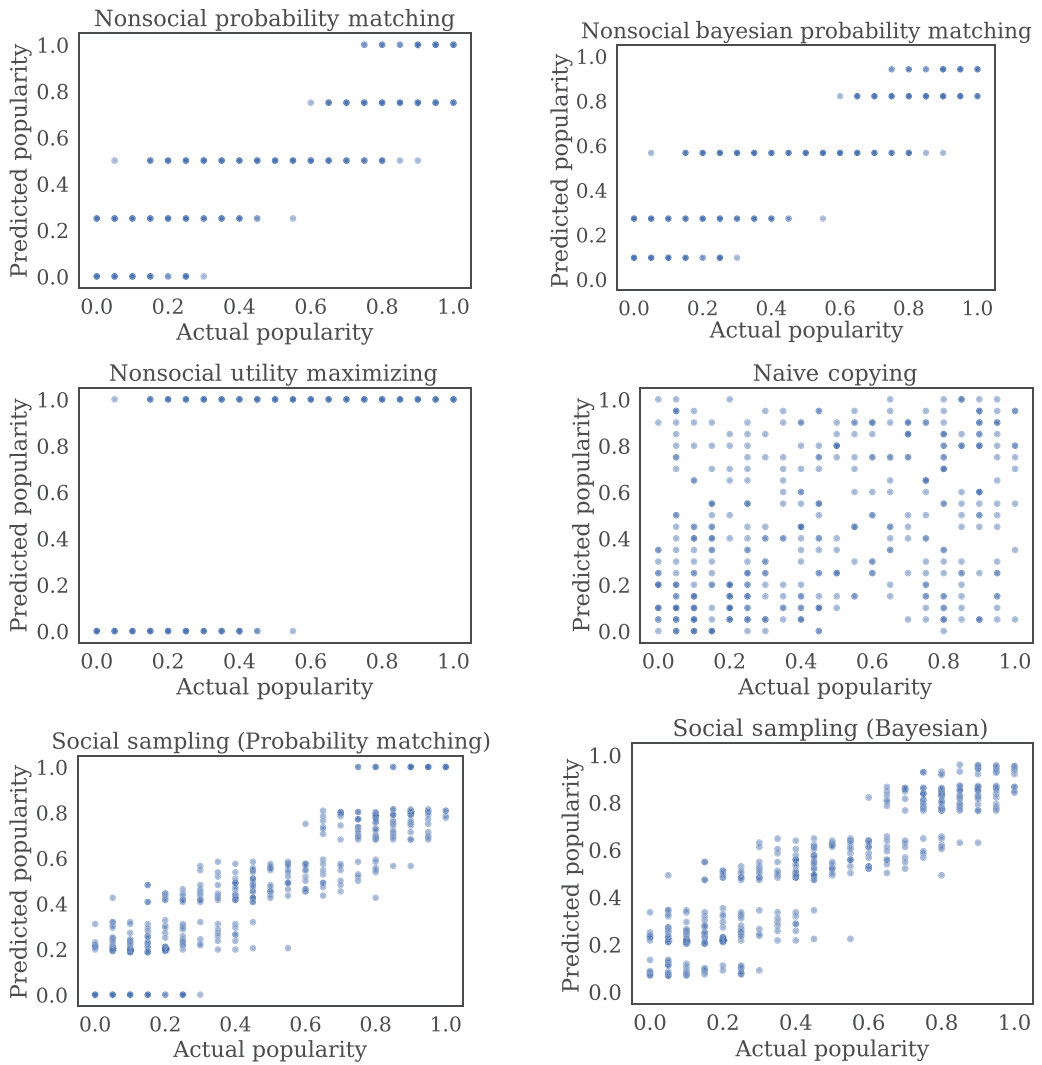 Nonsocial probability matching
Predicted popularity
1.0
0.8
0.6
0.4
0.2
0.0
0.0 0.2 0.4 0.6 0.8 1.0
Actual popularity
Nonsocial bayesian probability matching
Predicted popularity
1.0
0.8
0.6
0.4
0.2
0.0
0.0 0.2 0.4 0.6 0.8 1.0
Actual popularity
Nonsocial utility maximizing
Predicted popularity
1.0
0.8
0.6
0.4
0.2
0.0
0.0 0.2 0.4 0.6 0.8 1.0
Actual popularity
Naive copying
Predicted popularity
1.0
0.8
0.6
0.4
0.2
0.0
0.0 0.2 0.4 0.6 0.8 1.0
Actual popularity
Social sampling (Probability matching)
Predicted popularity
1.0
0.8
0.6
0.4
0.2
0.0
0.0 0.2 0.4 0.6 0.8 1.0
Actual popularity
Social sampling (Bayesian)
Predicted popularity
1.0
0.8
0.6
0.4
0.2
0.0
0.0 0.2 0.4 0.6 0.8 1.0
Actual popularity